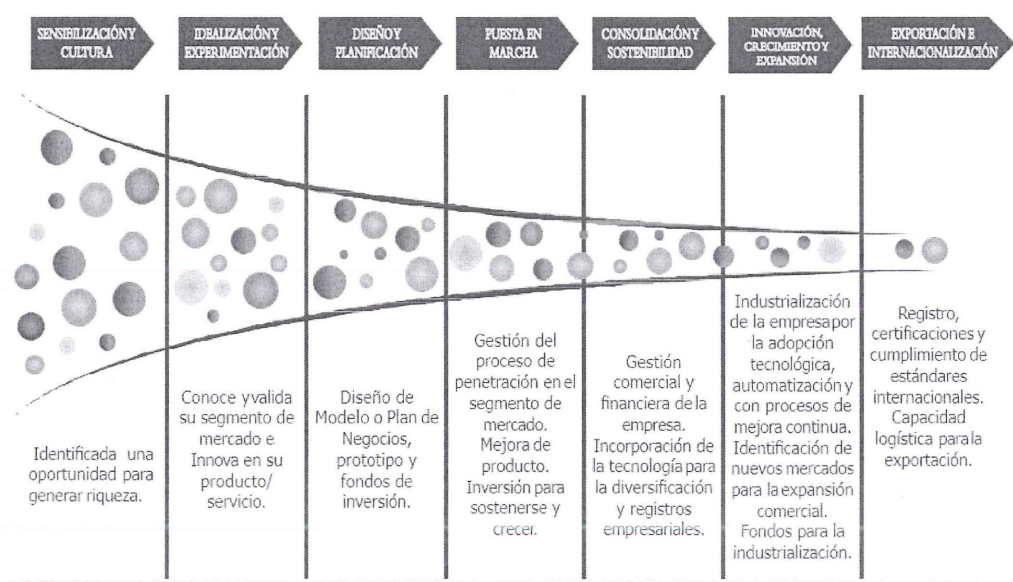 SENSIBILIZACIÓNY
CULTURA
IDEALIZACIÓNY
EXPERIMENTACIÓN
DISEÑOY
PLANIFICACIÓN
PUESTA EN
MARCHA
CONSOLIDACIÓNY
SOSTENIBILIDAD
INNOVACIÓN,
CRECIMIENTO Y
EXPANSIÓN
EXPORTACIÓN E
INTERNACIONALIZACIÓN
Identificada una
oportunidad para
generar riqueza.
Conoce yvalida
su segmento de
mercado e
Innova en su
producto/
servicio.
Diseño de
Modelo o Plan de
Negocios,
prototipo y
fondos de
inversión.
Gestión del
proceso de
penetración en el
segmento de
mercado.
Mejora de
producto.
Inversión para
sostenerse y
crecer.
Gestión
comercial y
financiera de la
empresa.
Incorporación de
la tecnología para
la diversificación
y registros
empresariales.
Industrialización
de la empresa por
la adopción
tecnológica,
automatización y
con procesos de
mejora continua.
Identificación de
nuevos mercados
para la expansión
comercial.
Fondos para la
industrialización.
Registro,
certificaciones y
cumplimiento de
estándares
internacionales.
Capacidad
logística para la
exportación.